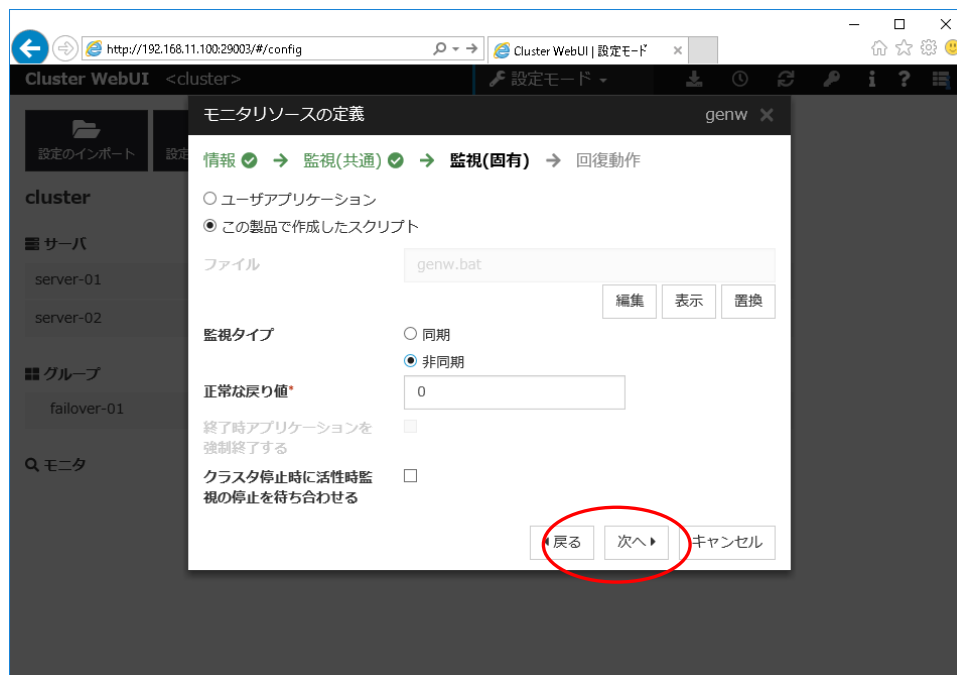 http://192.168.11.100:29003/#/config
Cluster WebUI | 設定モード
Cluster WebUI <cluster>
設定モード
設定のインポート
設定
モニタリソースの定義
genw
情報 → 監視(共通) → 監視(固有) → 回復動作
cluster
ユーザアプリケーション
この製品で作成したスクリプト
サーバ
ファイル
genw.bat
server-01
編集
表示
置換
server-02
監視タイプ
同期
非同期
グループ
正常な戻り値*
0
failover-01
終了時アプリケーションを
強制終了する
モニタ
クラスタ停止時に活性時監
視の停止を待ち合わせる
戻る
次へ
キャンセル